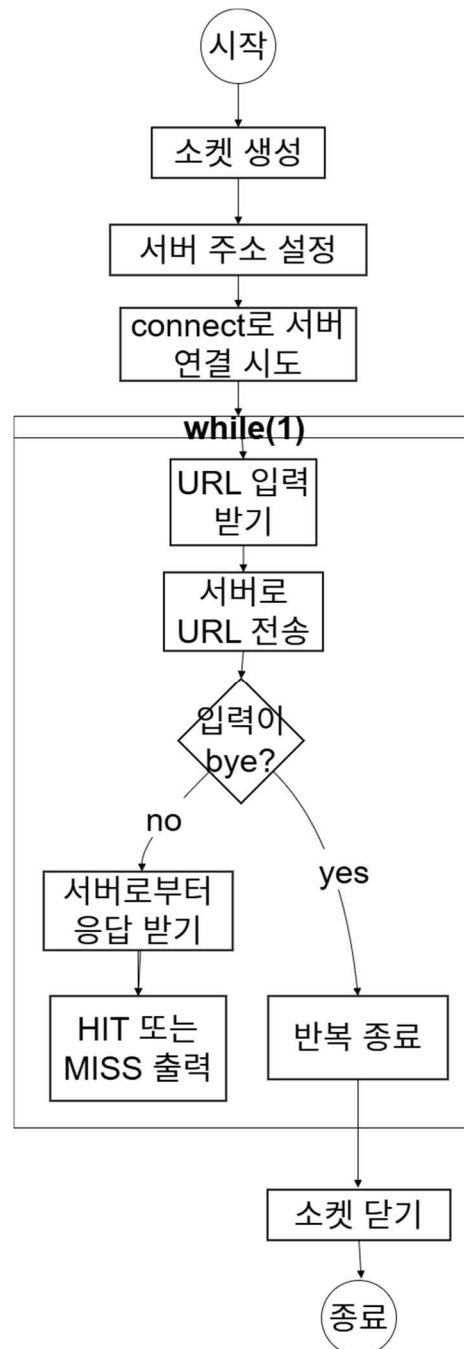 시작
소켓 생성
서버 주소 설정
connect로 서버
연결 시도
while(1)
URL 입력
받기
서버로
URL 전송
입력이
bye?
no
yes
서버로부터
응답 받기
HIT 또는
MISS 출력
반복 종료
소켓 닫기
종료